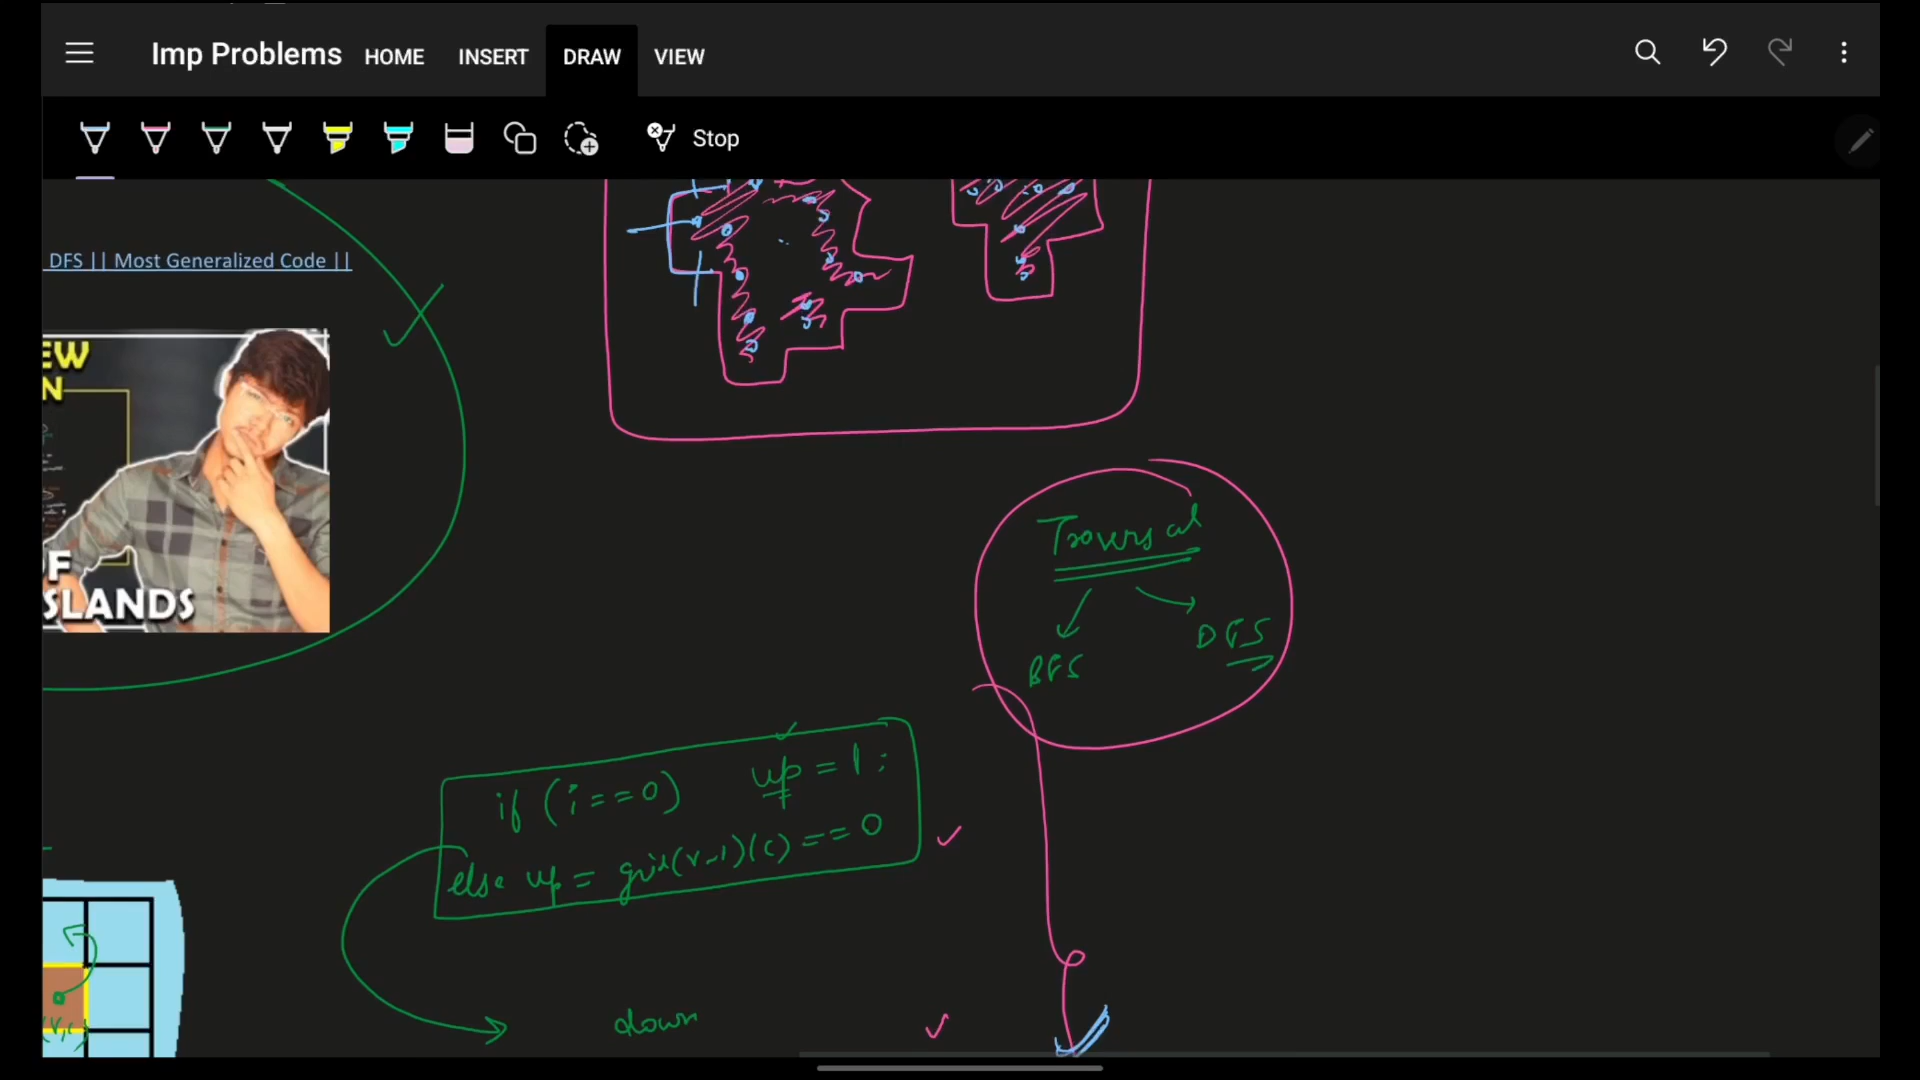 Imp Problems HOME INSERT DRAW VIEW
Stop
DFS || Most Generalized Code ||
EW
N
F
SLANDS
Traversal
BFS DFS
if (i==0) up = 1;
else up = grid(r-1)(c) == 0
(r,c)
down